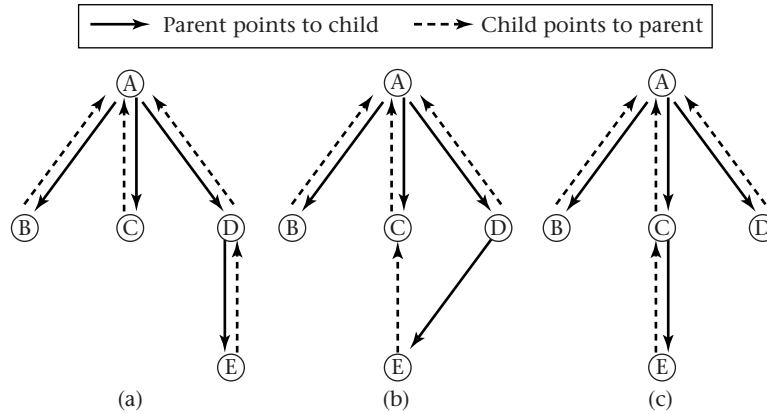 Parent points to child Child points to parent
A A A
B C D B C D B C D
E E E
(a) (b) (c)